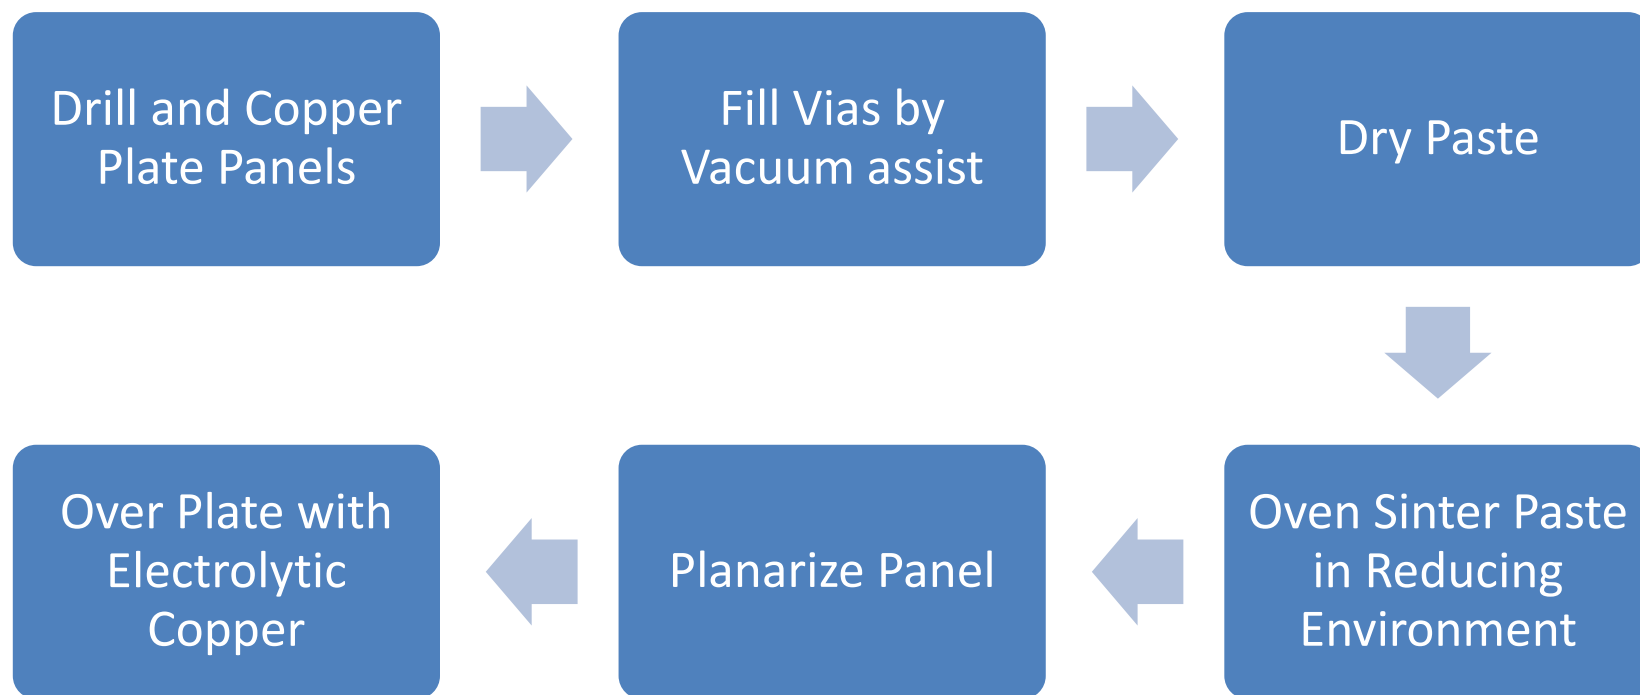 Drill and Copper
Plate Panels
Fill Vias by
Vacuum assist
Dry Paste
Oven Sinter Paste
in Reducing
Environment
Planarize Panel
Over Plate with
Electrolytic
Copper